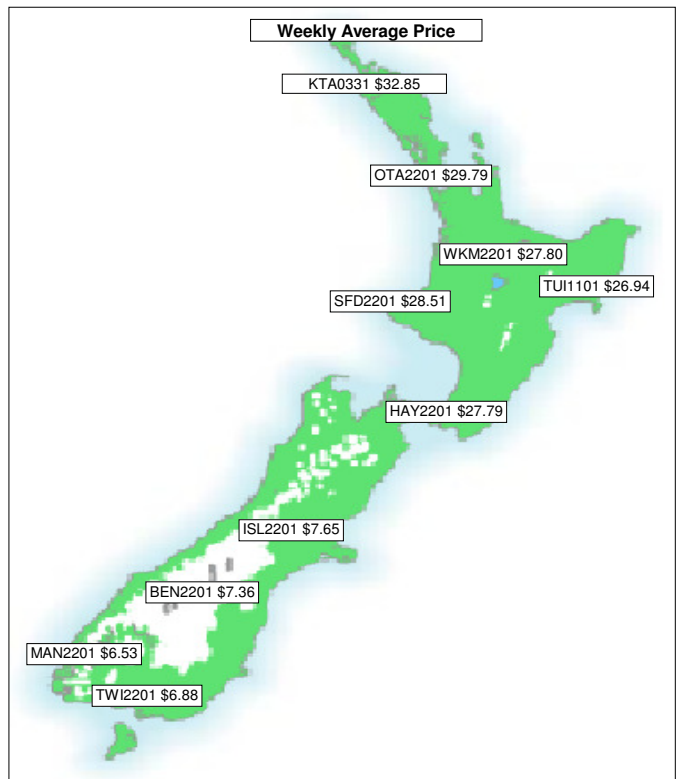 Weekly Average Price
KTA0331 $32.85
OTA2201 $29.79
WKM2201 $27.80
TUI1101 $26.94
SFD2201 $28.51
HAY2201 $27.79
ISL2201 $7.65
BEN2201 $7.36
MAN2201 $6.53
TWI2201 $6.88